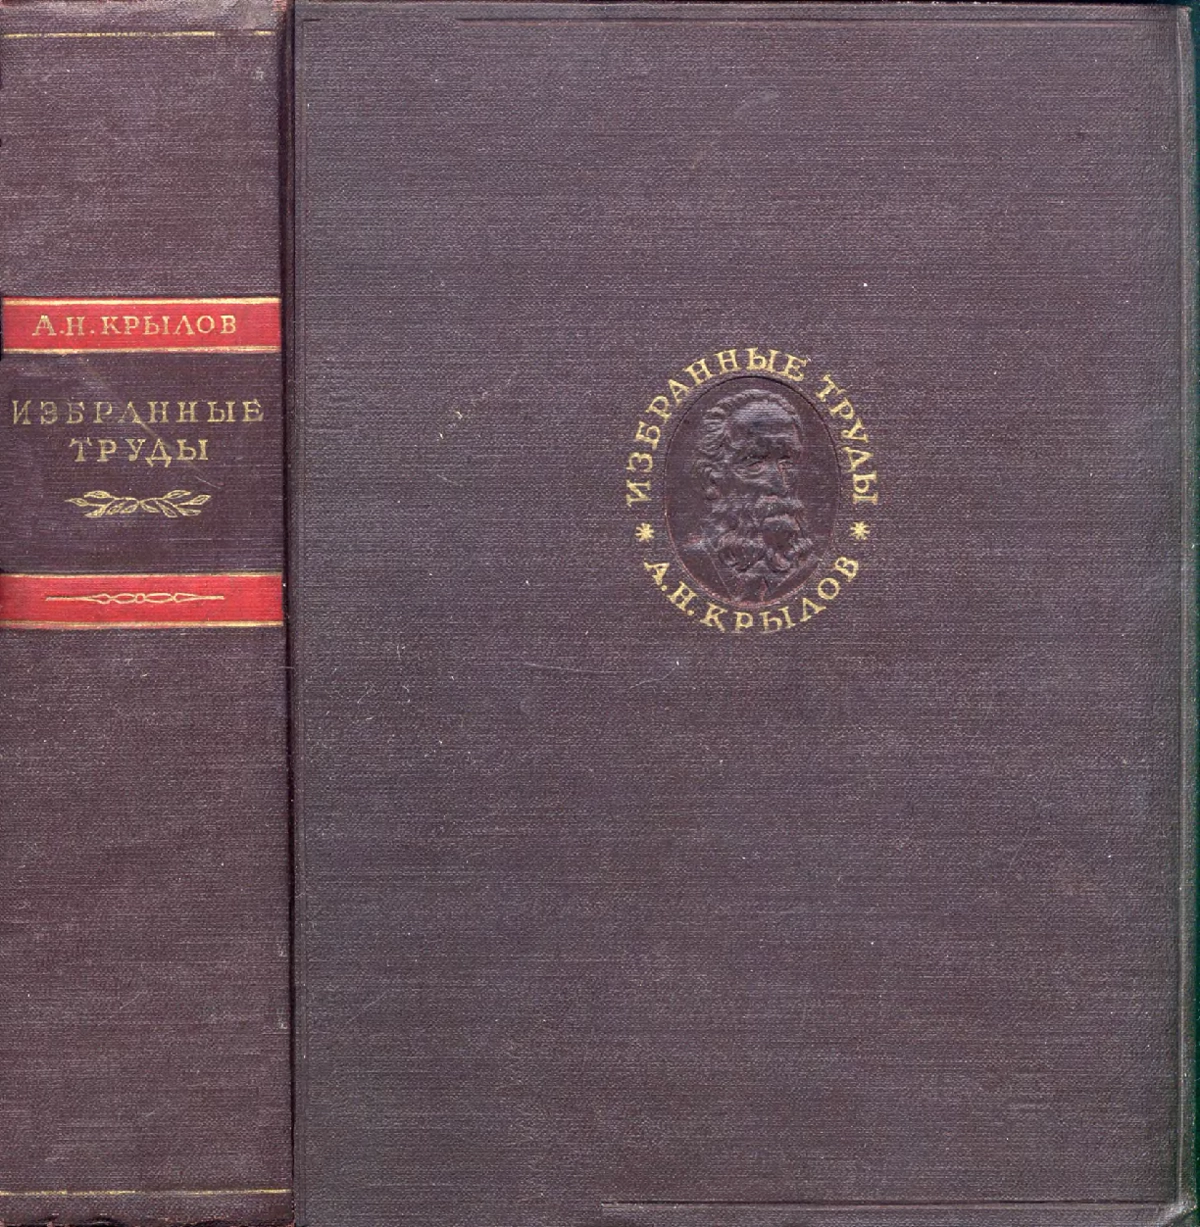 А.Н.КРЫЛОВ
ИЗБРАННЫЕ
ТРУДЫ
ИЗБРАННЫЕ ТРУДЫ
* А.Н.КРЫЛОВ *